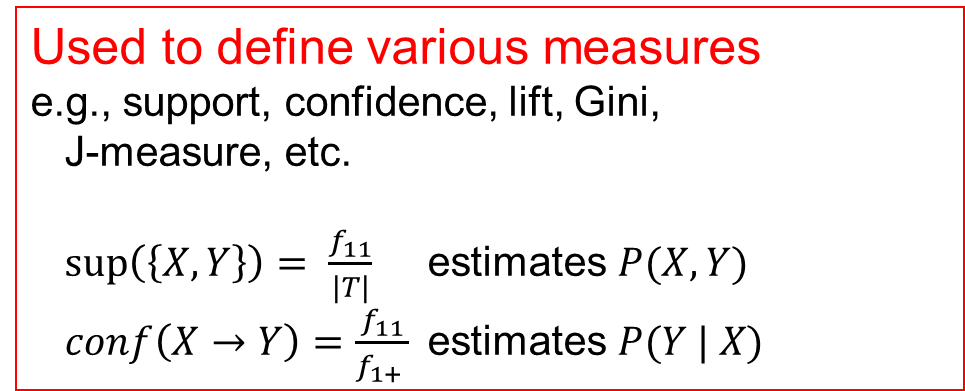 Used to define various measures
e.g., support, confidence, lift, Gini,
J-measure, etc.
sup({X, Y}) = f₁₁/|T| estimates P(X, Y)
conf(X → Y) = f₁₁/f₁₊ estimates P(Y | X)